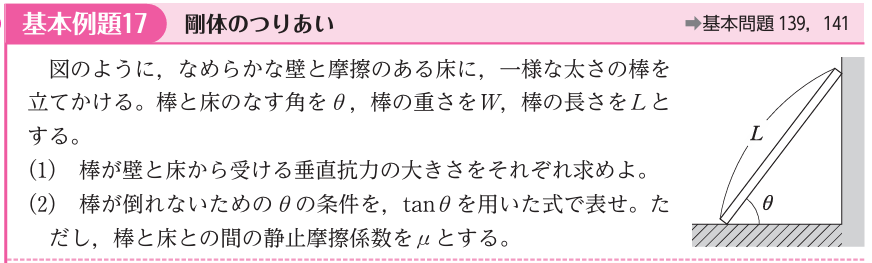 基本例題17 剛体のつりあい ➡基本問題 139，141
図のように，なめらかな壁と摩擦のある床に，一様な太さの棒を
立てかける。棒と床のなす角をθ，棒の重さをW，棒の長さをLと
する。
(1) 棒が壁と床から受ける垂直抗力の大きさをそれぞれ求めよ。
(2) 棒が倒れないためのθの条件を，tanθを用いた式で表せ。た
だし，棒と床との間の静止摩擦係数をμとする。
L
θ